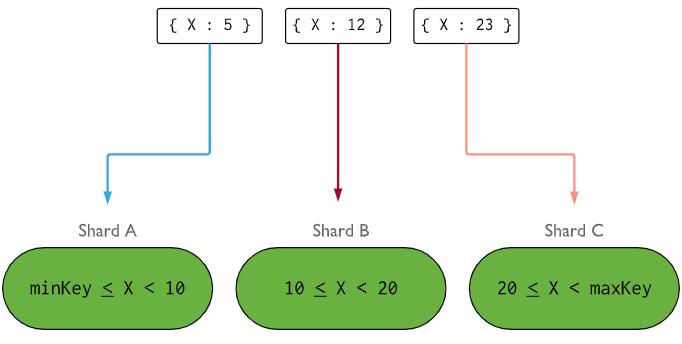 { X : 5 }
{ X : 12 }
{ X : 23 }
Shard A
Shard B
Shard C
minKey ≤ X < 10
10 ≤ X < 20
20 ≤ X < maxKey